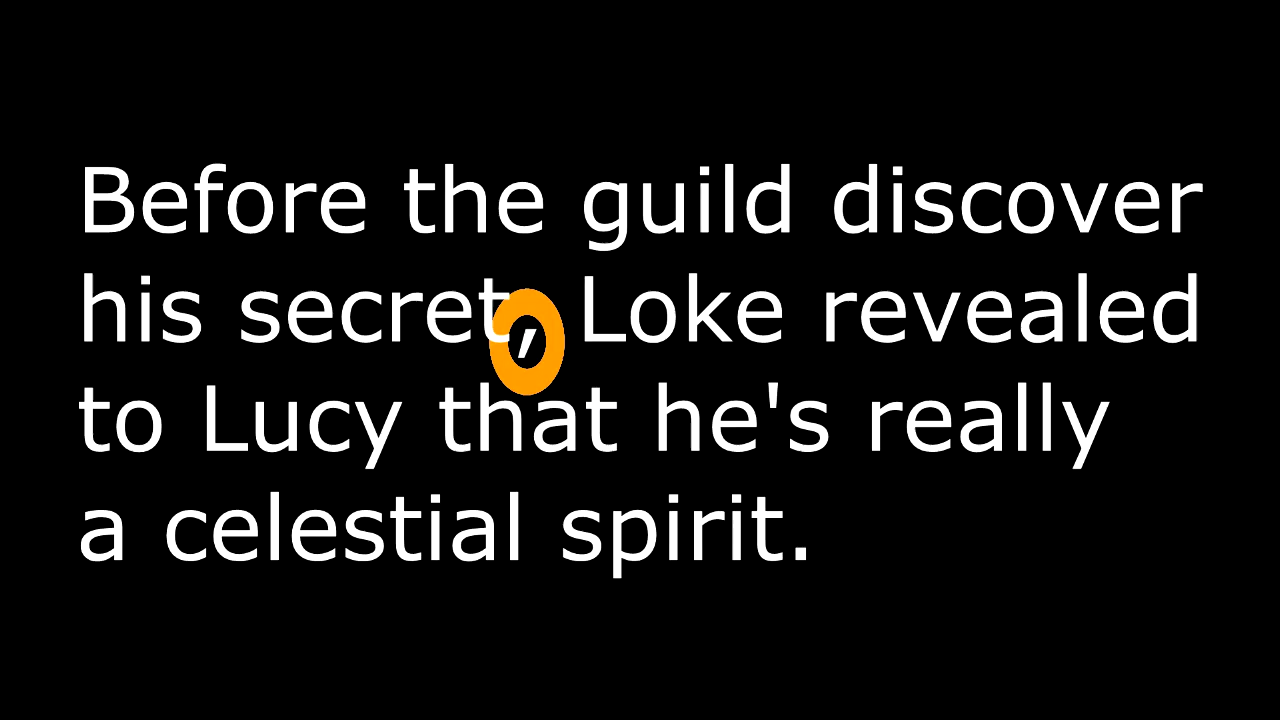 Before the guild discover
his secret, Loke revealed
to Lucy that he's really
a celestial spirit.